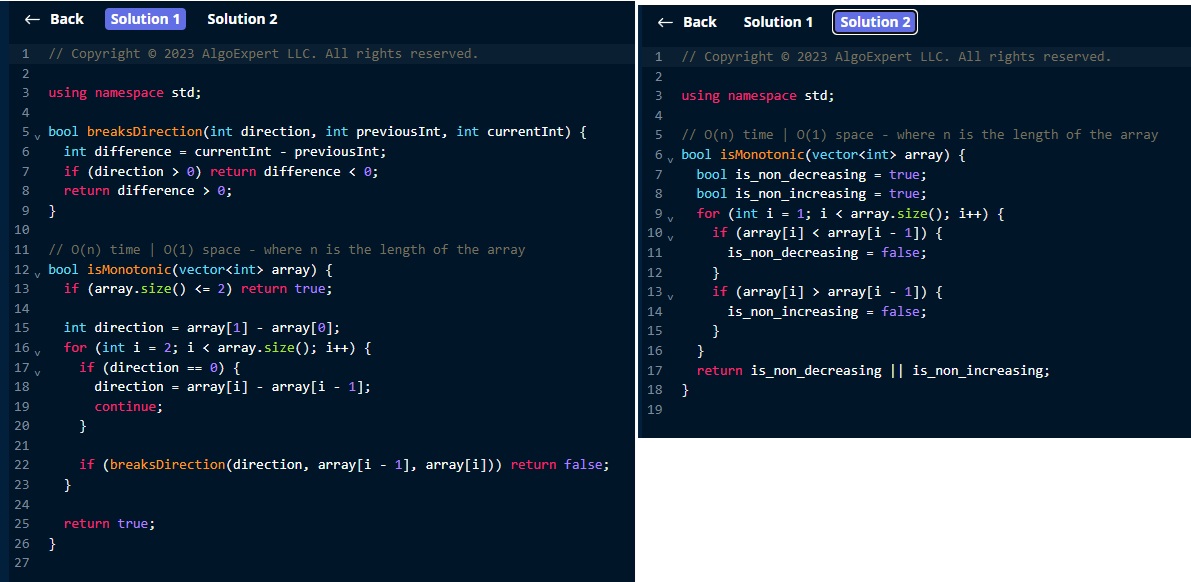 ← Back Solution 1 Solution 2
1 // Copyright © 2023 AlgoExpert LLC. All rights reserved.
2
3 using namespace std;
4
5 bool breaksDirection(int direction, int previousInt, int currentInt) {
6   int difference = currentInt - previousInt;
7   if (direction > 0) return difference < 0;
8   return difference > 0;
9 }
10
11 // O(n) time | O(1) space - where n is the length of the array
12 bool isMonotonic(vector<int> array) {
13   if (array.size() <= 2) return true;
14
15   int direction = array[1] - array[0];
16   for (int i = 2; i < array.size(); i++) {
17     if (direction == 0) {
18       direction = array[i] - array[i - 1];
19       continue;
20     }
21
22     if (breaksDirection(direction, array[i - 1], array[i])) return false;
23   }
24
25   return true;
26 }
27
← Back Solution 1 Solution 2
1 // Copyright © 2023 AlgoExpert LLC. All rights reserved.
2
3 using namespace std;
4
5 // O(n) time | O(1) space - where n is the length of the array
6 bool isMonotonic(vector<int> array) {
7   bool is_non_decreasing = true;
8   bool is_non_increasing = true;
9   for (int i = 1; i < array.size(); i++) {
10     if (array[i] < array[i - 1]) {
11       is_non_decreasing = false;
12     }
13     if (array[i] > array[i - 1]) {
14       is_non_increasing = false;
15     }
16   }
17   return is_non_decreasing || is_non_increasing;
18 }
19